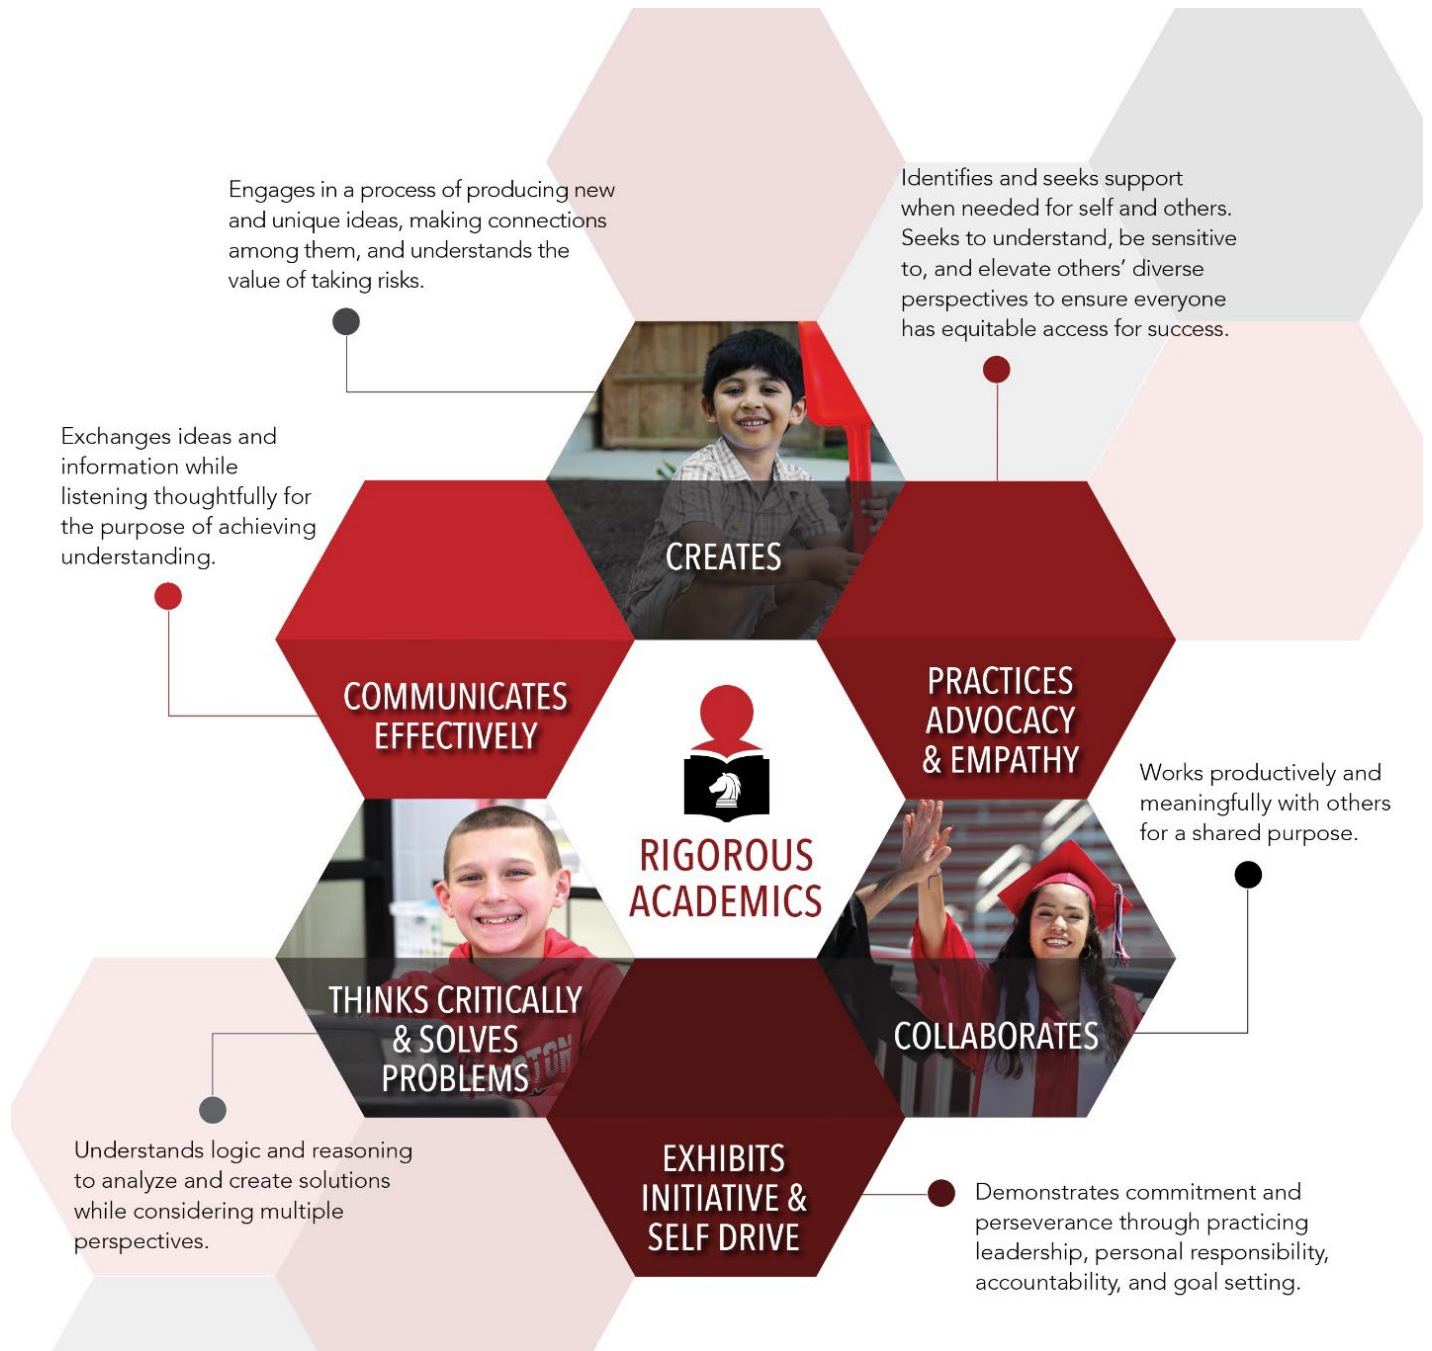 Engages in a process of producing new
and unique ideas, making connections
among them, and understands the
value of taking risks.
Identifies and seeks support
when needed for self and others.
Seeks to understand, be sensitive
to, and elevate others’ diverse
perspectives to ensure everyone
has equitable access for success.
Exchanges ideas and
information while
listening thoughtfully for
the purpose of achieving
understanding.
CREATES
COMMUNICATES
EFFECTIVELY
PRACTICES
ADVOCACY
& EMPATHY
RIGOROUS
ACADEMICS
Works productively and
meaningfully with others
for a shared purpose.
THINKS CRITICALLY
& SOLVES
PROBLEMS
COLLABORATES
Understands logic and reasoning
to analyze and create solutions
while considering multiple
perspectives.
EXHIBITS
INITIATIVE &
SELF DRIVE
Demonstrates commitment and
perseverance through practicing
leadership, personal responsibility,
accountability, and goal setting.